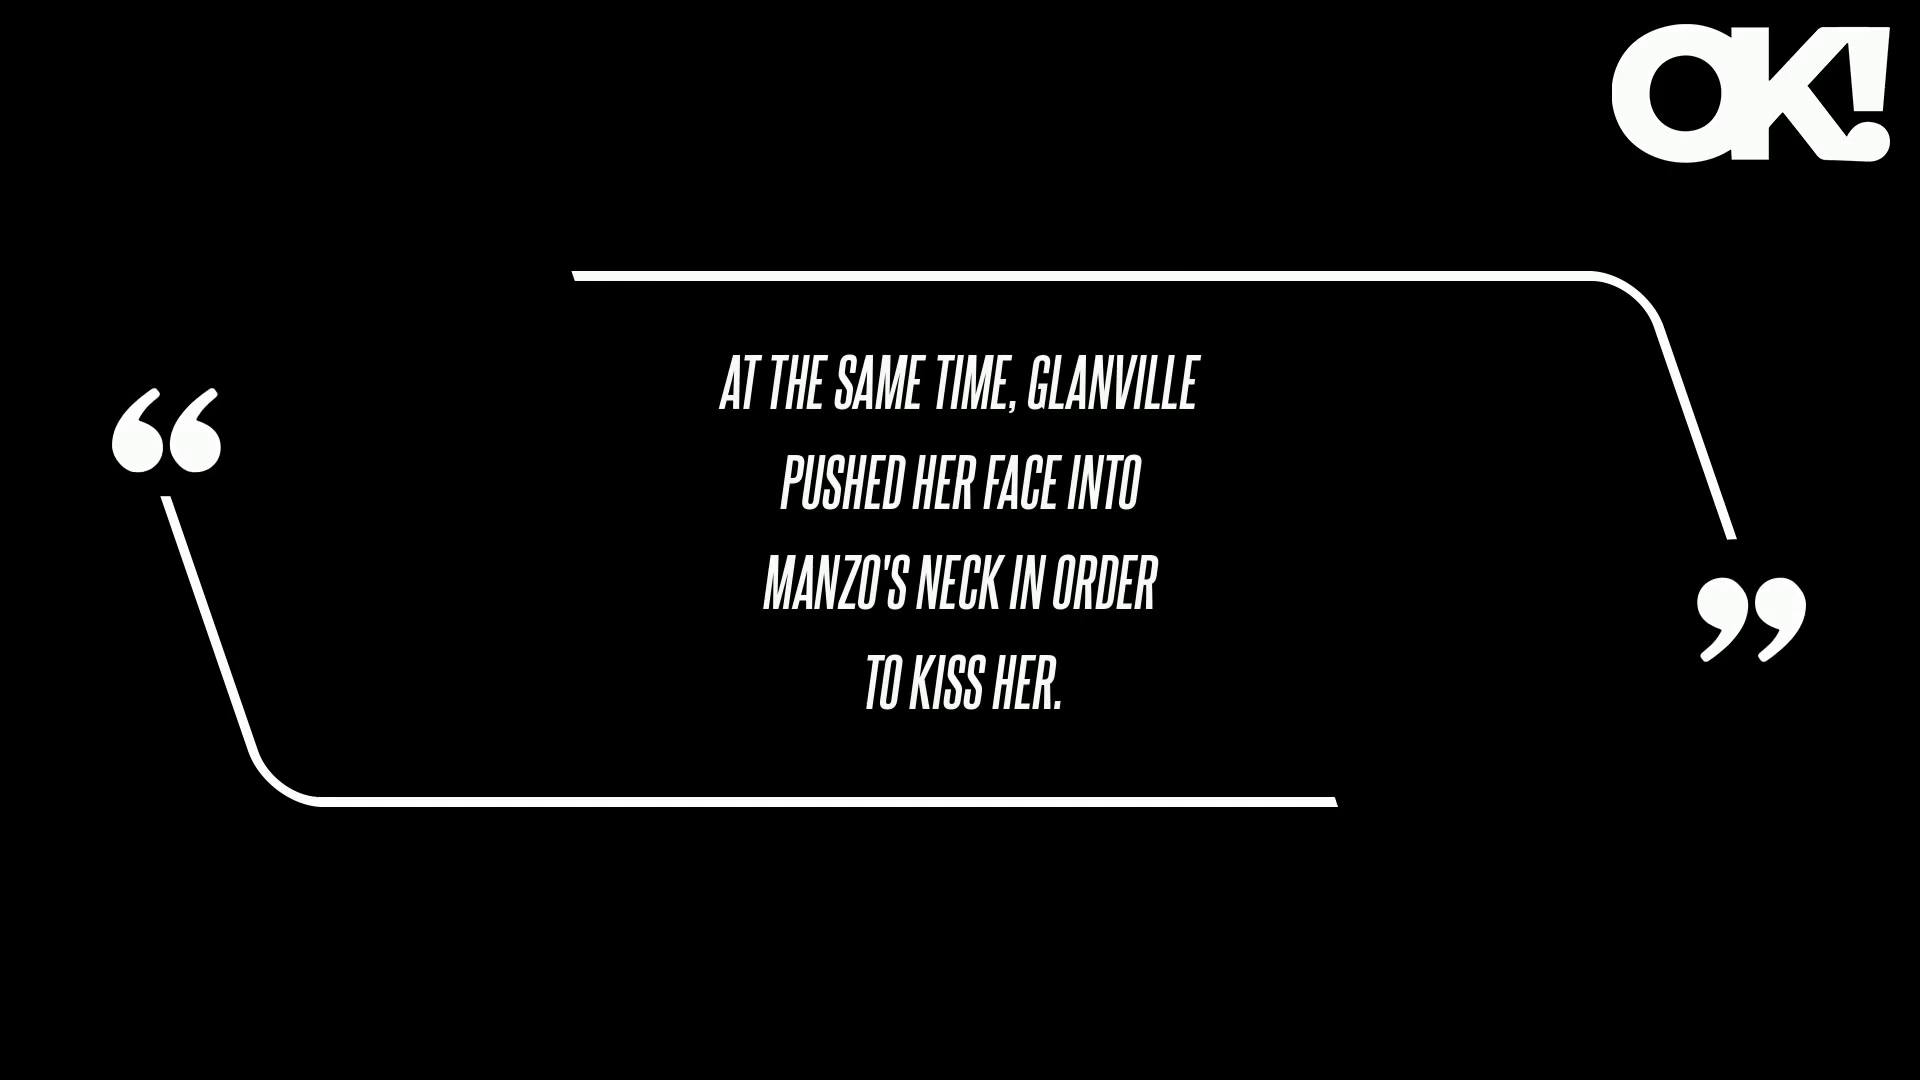 OK!
“
AT THE SAME TIME, GLANVILLE
PUSHED HER FACE INTO
MANZO'S NECK IN ORDER
TO KISS HER.
”